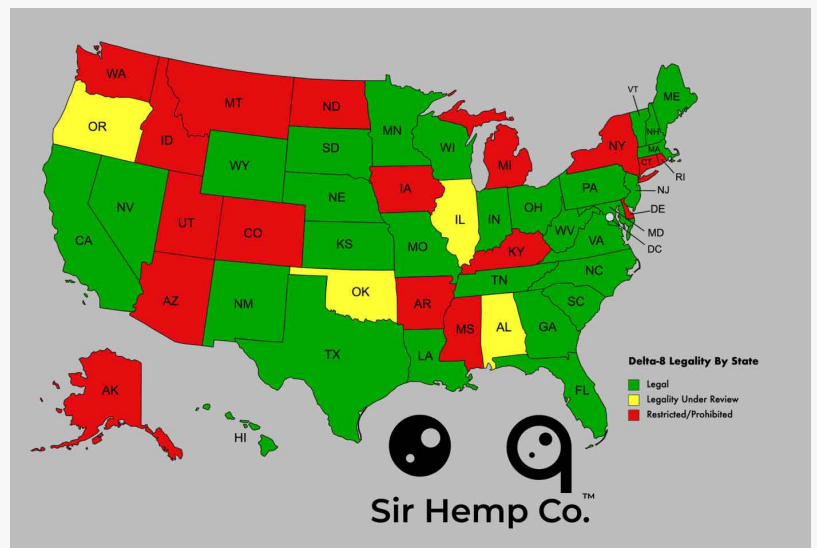 WA
MT
ND
MN
VT
ME
OR
ID
SD
WI
NH
WY
MI
NY
MA
CT
RI
IA
NE
PA
NJ
NV
UT
IL
IN
OH
DE
CA
CO
KS
MO
WV
VA
MD
KY
DC
NC
TN
AZ
NM
OK
AR
SC
MS
AL
GA
TX
LA
Delta-8 Legality By State
AK
FL
Legal
Legality Under Review
Restricted/Prohibited
HI
Sir Hemp Co.™